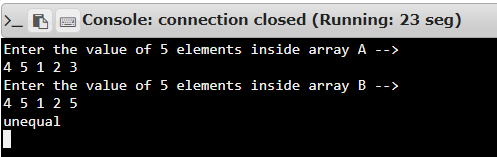 Console: connection closed (Running: 23 seg)
Enter the value of 5 elements inside array A -->
4 5 1 2 3
Enter the value of 5 elements inside array B -->
4 5 1 2 5
unequal